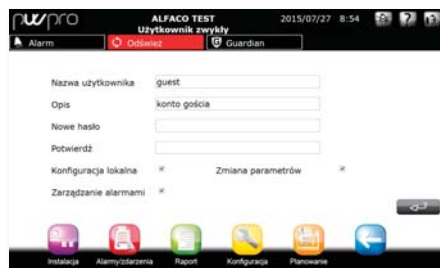 pwpro
ALFACO TEST 2015/07/27 8:54
Użytkownik zwykły
Alarm Odśwież Guardian
Nazwa użytkownika guest
Opis konto gościa
Nowe hasło
Potwierdź
Konfiguracja lokalna Zmiana parametrów
Zarządzanie alarmami
Instalacja Alarmy/zdarzenia Raport Konfiguracja Planowanie